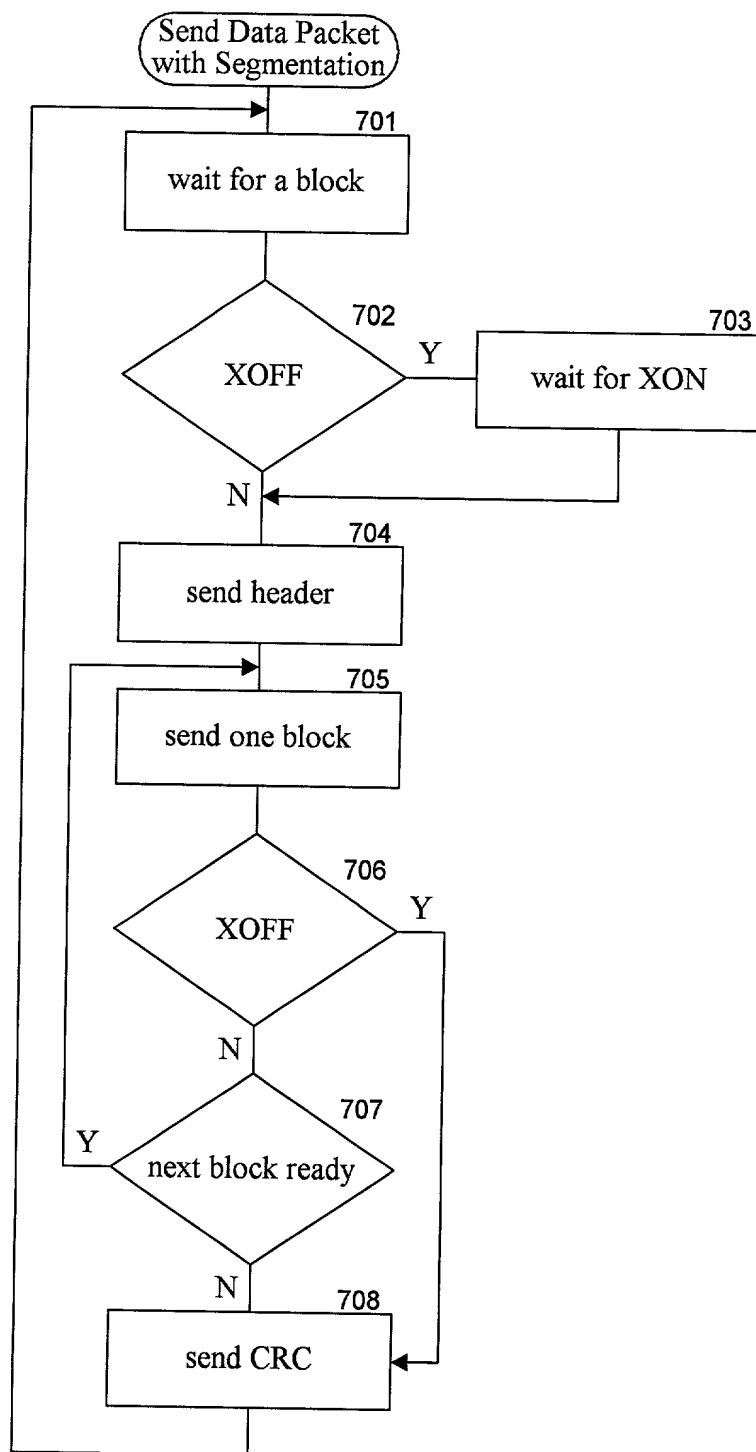 Send Data Packet
with Segmentation
701
wait for a block
702
XOFF
Y
703
wait for XON
N
704
send header
705
send one block
706
XOFF
Y
N
707
Y
next block ready
N
708
send CRC